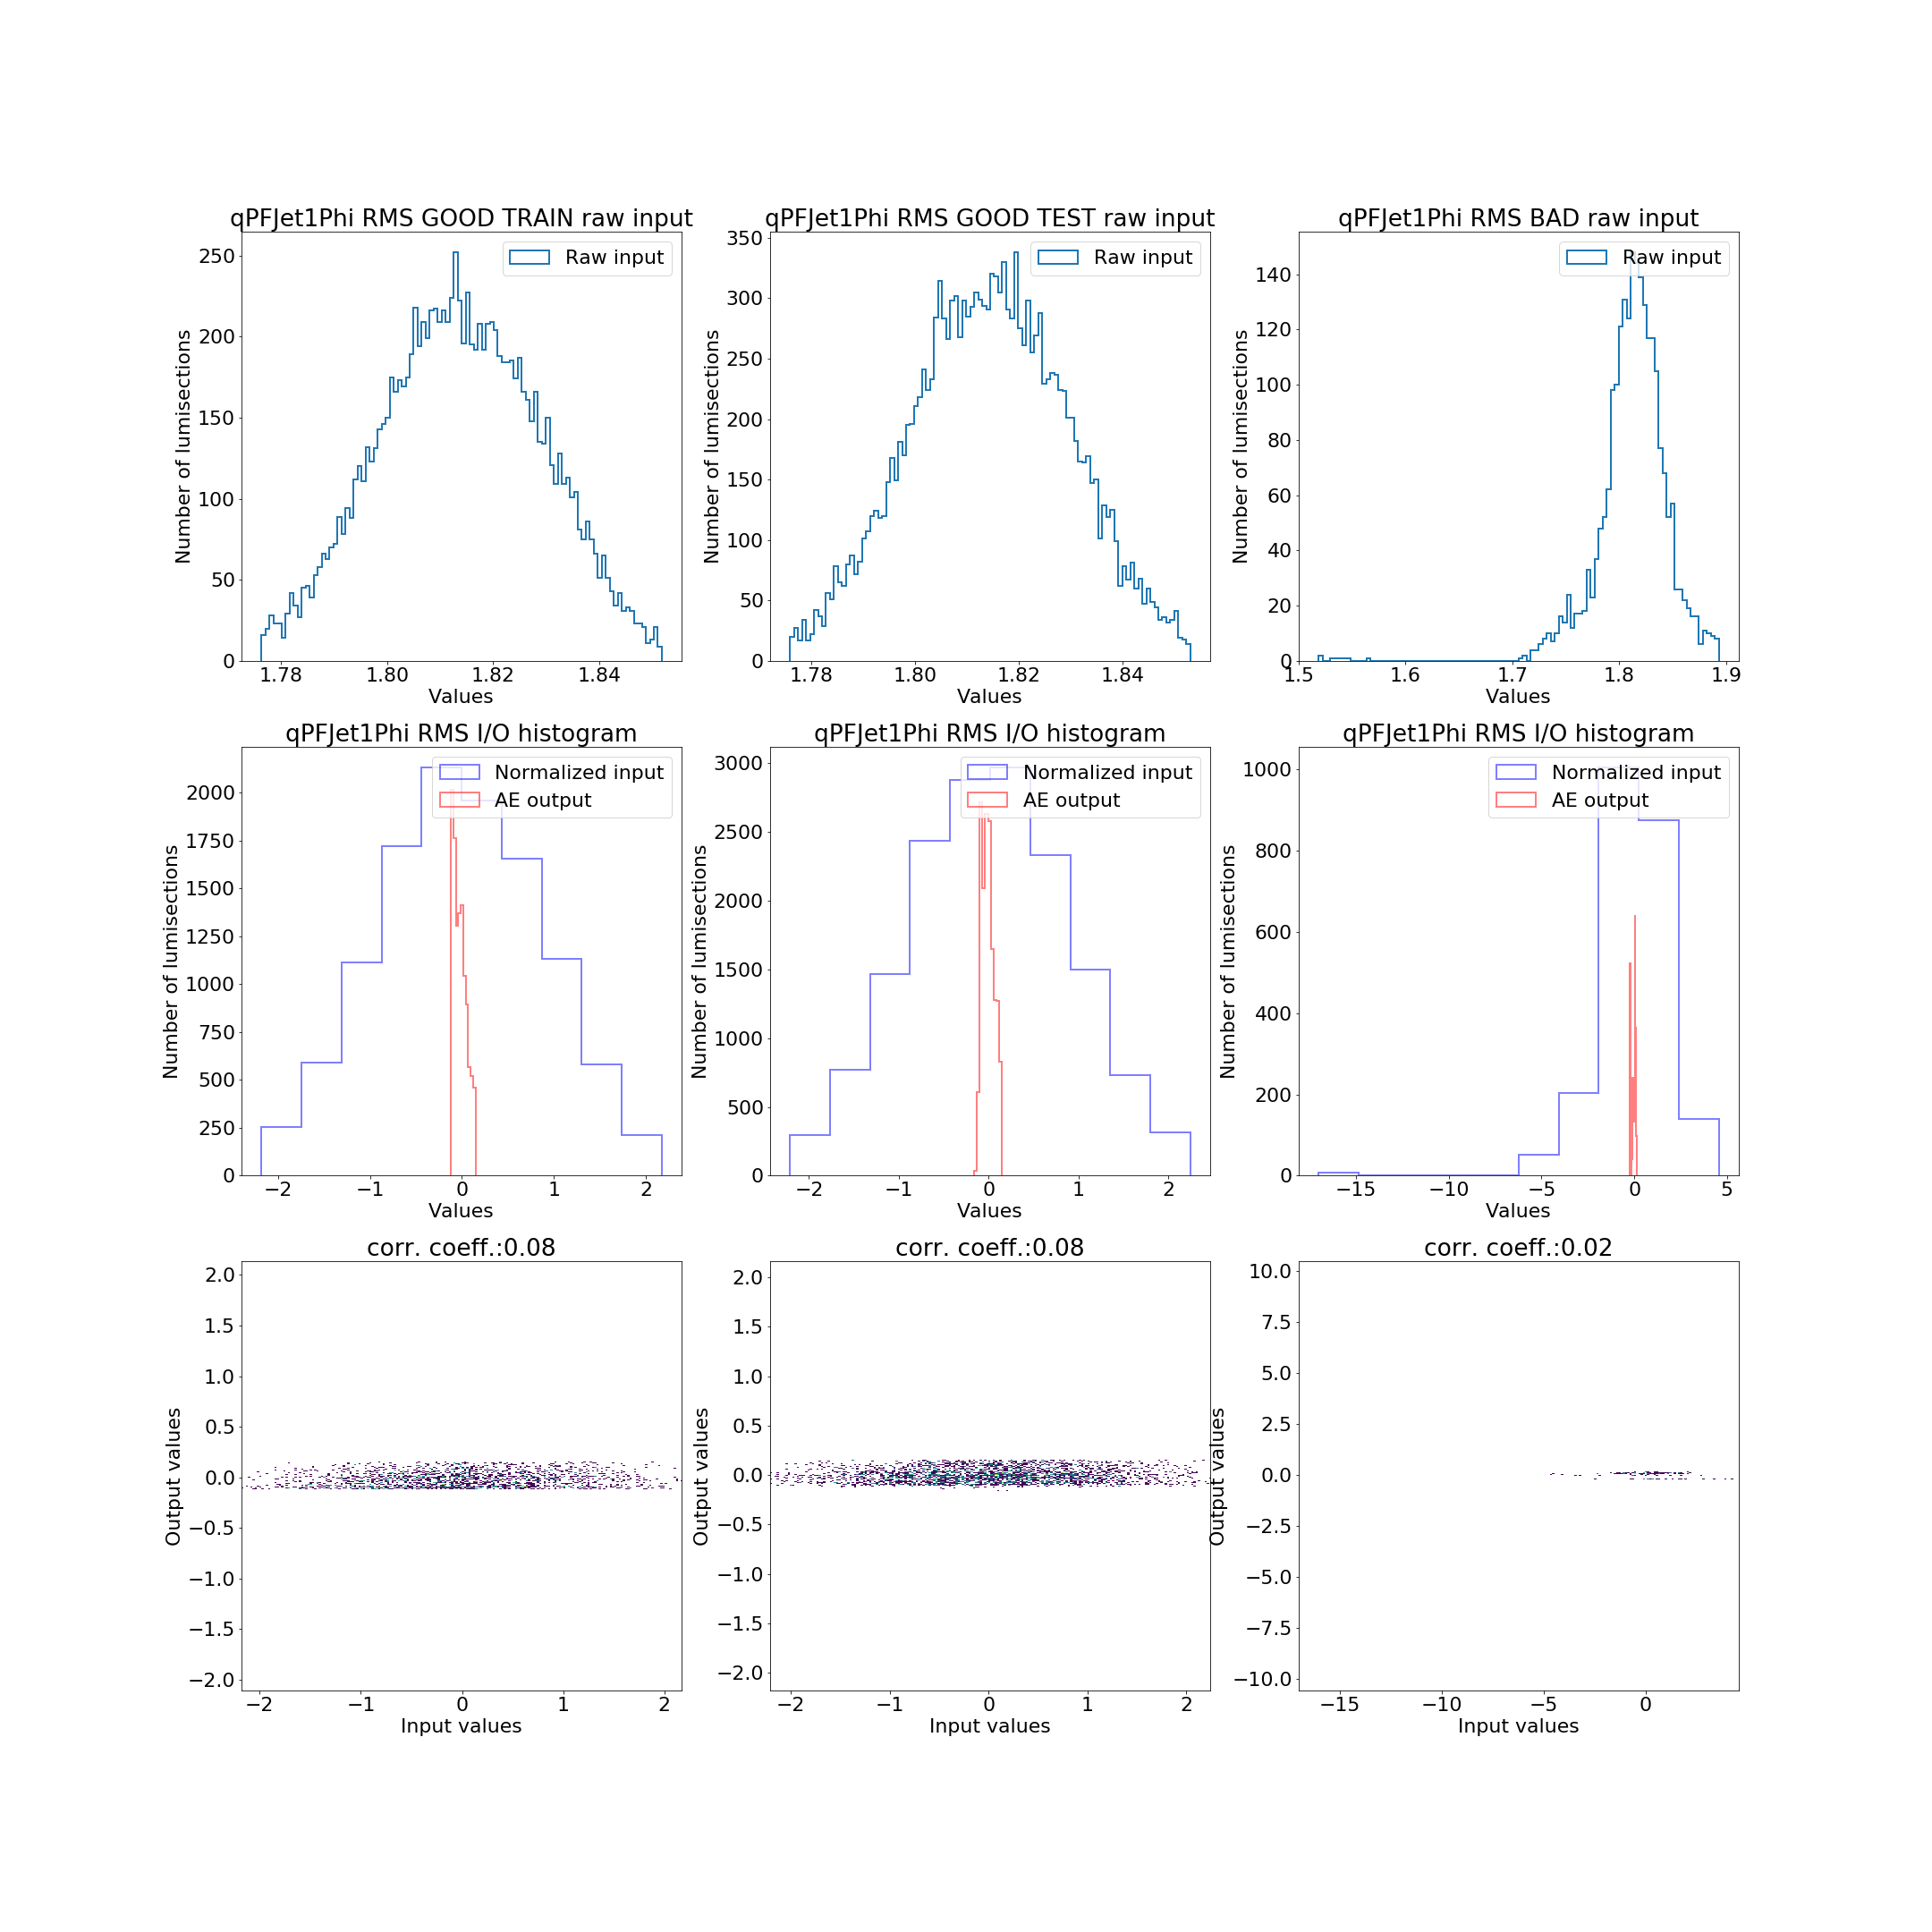 qPFJet1Phi RMS GOOD TRAIN raw input
Raw input
250
200
150
100
50
0
Number of lumisections
1.78 1.80 1.82 1.84
Values
qPFJet1Phi RMS GOOD TEST raw input
Raw input
350
300
250
200
150
100
50
0
Number of lumisections
1.78 1.80 1.82 1.84
Values
qPFJet1Phi RMS BAD raw input
Raw input
140
120
100
80
60
40
20
0
Number of lumisections
1.5 1.6 1.7 1.8 1.9
Values
qPFJet1Phi RMS I/O histogram
Normalized input
AE output
2000
1750
1500
1250
1000
750
500
250
0
Number of lumisections
−2 −1 0 1 2
Values
qPFJet1Phi RMS I/O histogram
Normalized input
AE output
3000
2500
2000
1500
1000
500
0
Number of lumisections
−2 −1 0 1 2
Values
qPFJet1Phi RMS I/O histogram
Normalized input
AE output
1000
800
600
400
200
0
Number of lumisections
−15 −10 −5 0 5
Values
corr. coeff.:0.08
2.0
1.5
1.0
0.5
0.0
−0.5
−1.0
−1.5
−2.0
Output values
−2 −1 0 1 2
Input values
corr. coeff.:0.08
2.0
1.5
1.0
0.5
0.0
−0.5
−1.0
−1.5
−2.0
Output values
−2 −1 0 1 2
Input values
corr. coeff.:0.02
10.0
7.5
5.0
2.5
0.0
−2.5
−5.0
−7.5
−10.0
Output values
−15 −10 −5 0
Input values